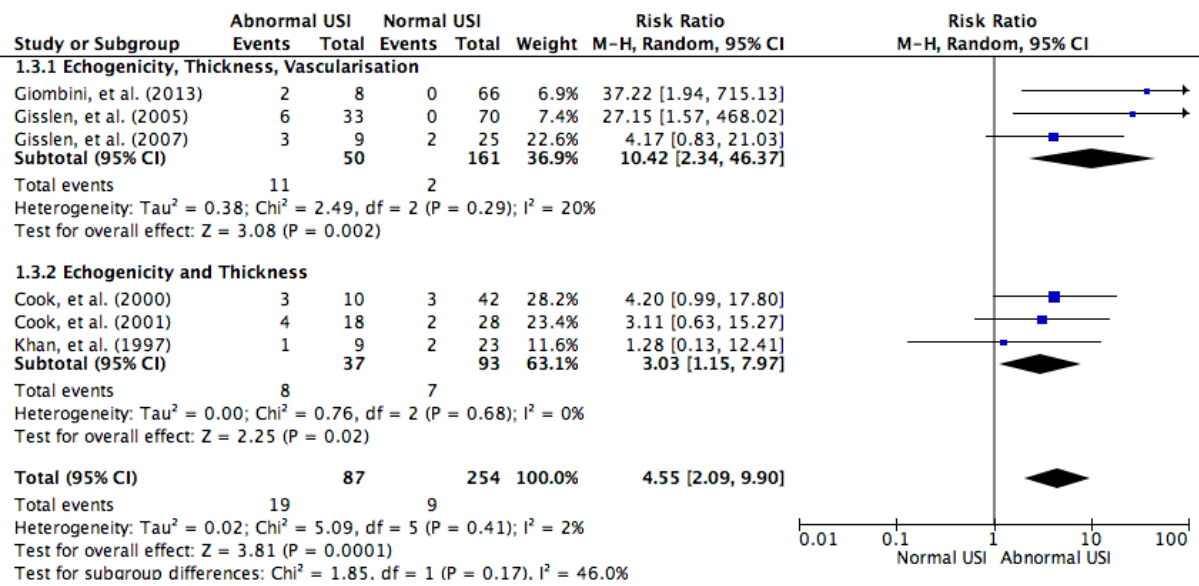 Abnormal USI Normal USI Risk Ratio Risk Ratio
Study or Subgroup Events Total Events Total Weight M-H, Random, 95% CI M-H, Random, 95% CI
1.3.1 Echogenicity, Thickness, Vascularisation
Giombini, et al. (2013) 2 8 0 66 6.9% 37.22 [1.94, 715.13]
Gisslen, et al. (2005) 6 33 0 70 7.4% 27.15 [1.57, 468.02]
Gisslen, et al. (2007) 3 9 2 25 22.6% 4.17 [0.83, 21.03]
Subtotal (95% CI) 50 161 36.9% 10.42 [2.34, 46.37]
Total events 11 2
Heterogeneity: Tau² = 0.38; Chi² = 2.49, df = 2 (P = 0.29); I² = 20%
Test for overall effect: Z = 3.08 (P = 0.002)
1.3.2 Echogenicity and Thickness
Cook, et al. (2000) 3 10 3 42 28.2% 4.20 [0.99, 17.80]
Cook, et al. (2001) 4 18 2 28 23.4% 3.11 [0.63, 15.27]
Khan, et al. (1997) 1 9 2 23 11.6% 1.28 [0.13, 12.41]
Subtotal (95% CI) 37 93 63.1% 3.03 [1.15, 7.97]
Total events 8 7
Heterogeneity: Tau² = 0.00; Chi² = 0.76, df = 2 (P = 0.68); I² = 0%
Test for overall effect: Z = 2.25 (P = 0.02)
Total (95% CI) 87 254 100.0% 4.55 [2.09, 9.90]
Total events 19 9
Heterogeneity: Tau² = 0.02; Chi² = 5.09, df = 5 (P = 0.41); I² = 2%
Test for overall effect: Z = 3.81 (P = 0.0001)
Test for subgroup differences: Chi² = 1.85, df = 1 (P = 0.17), I² = 46.0%
0.01 0.1 1 10 100
Normal USI Abnormal USI